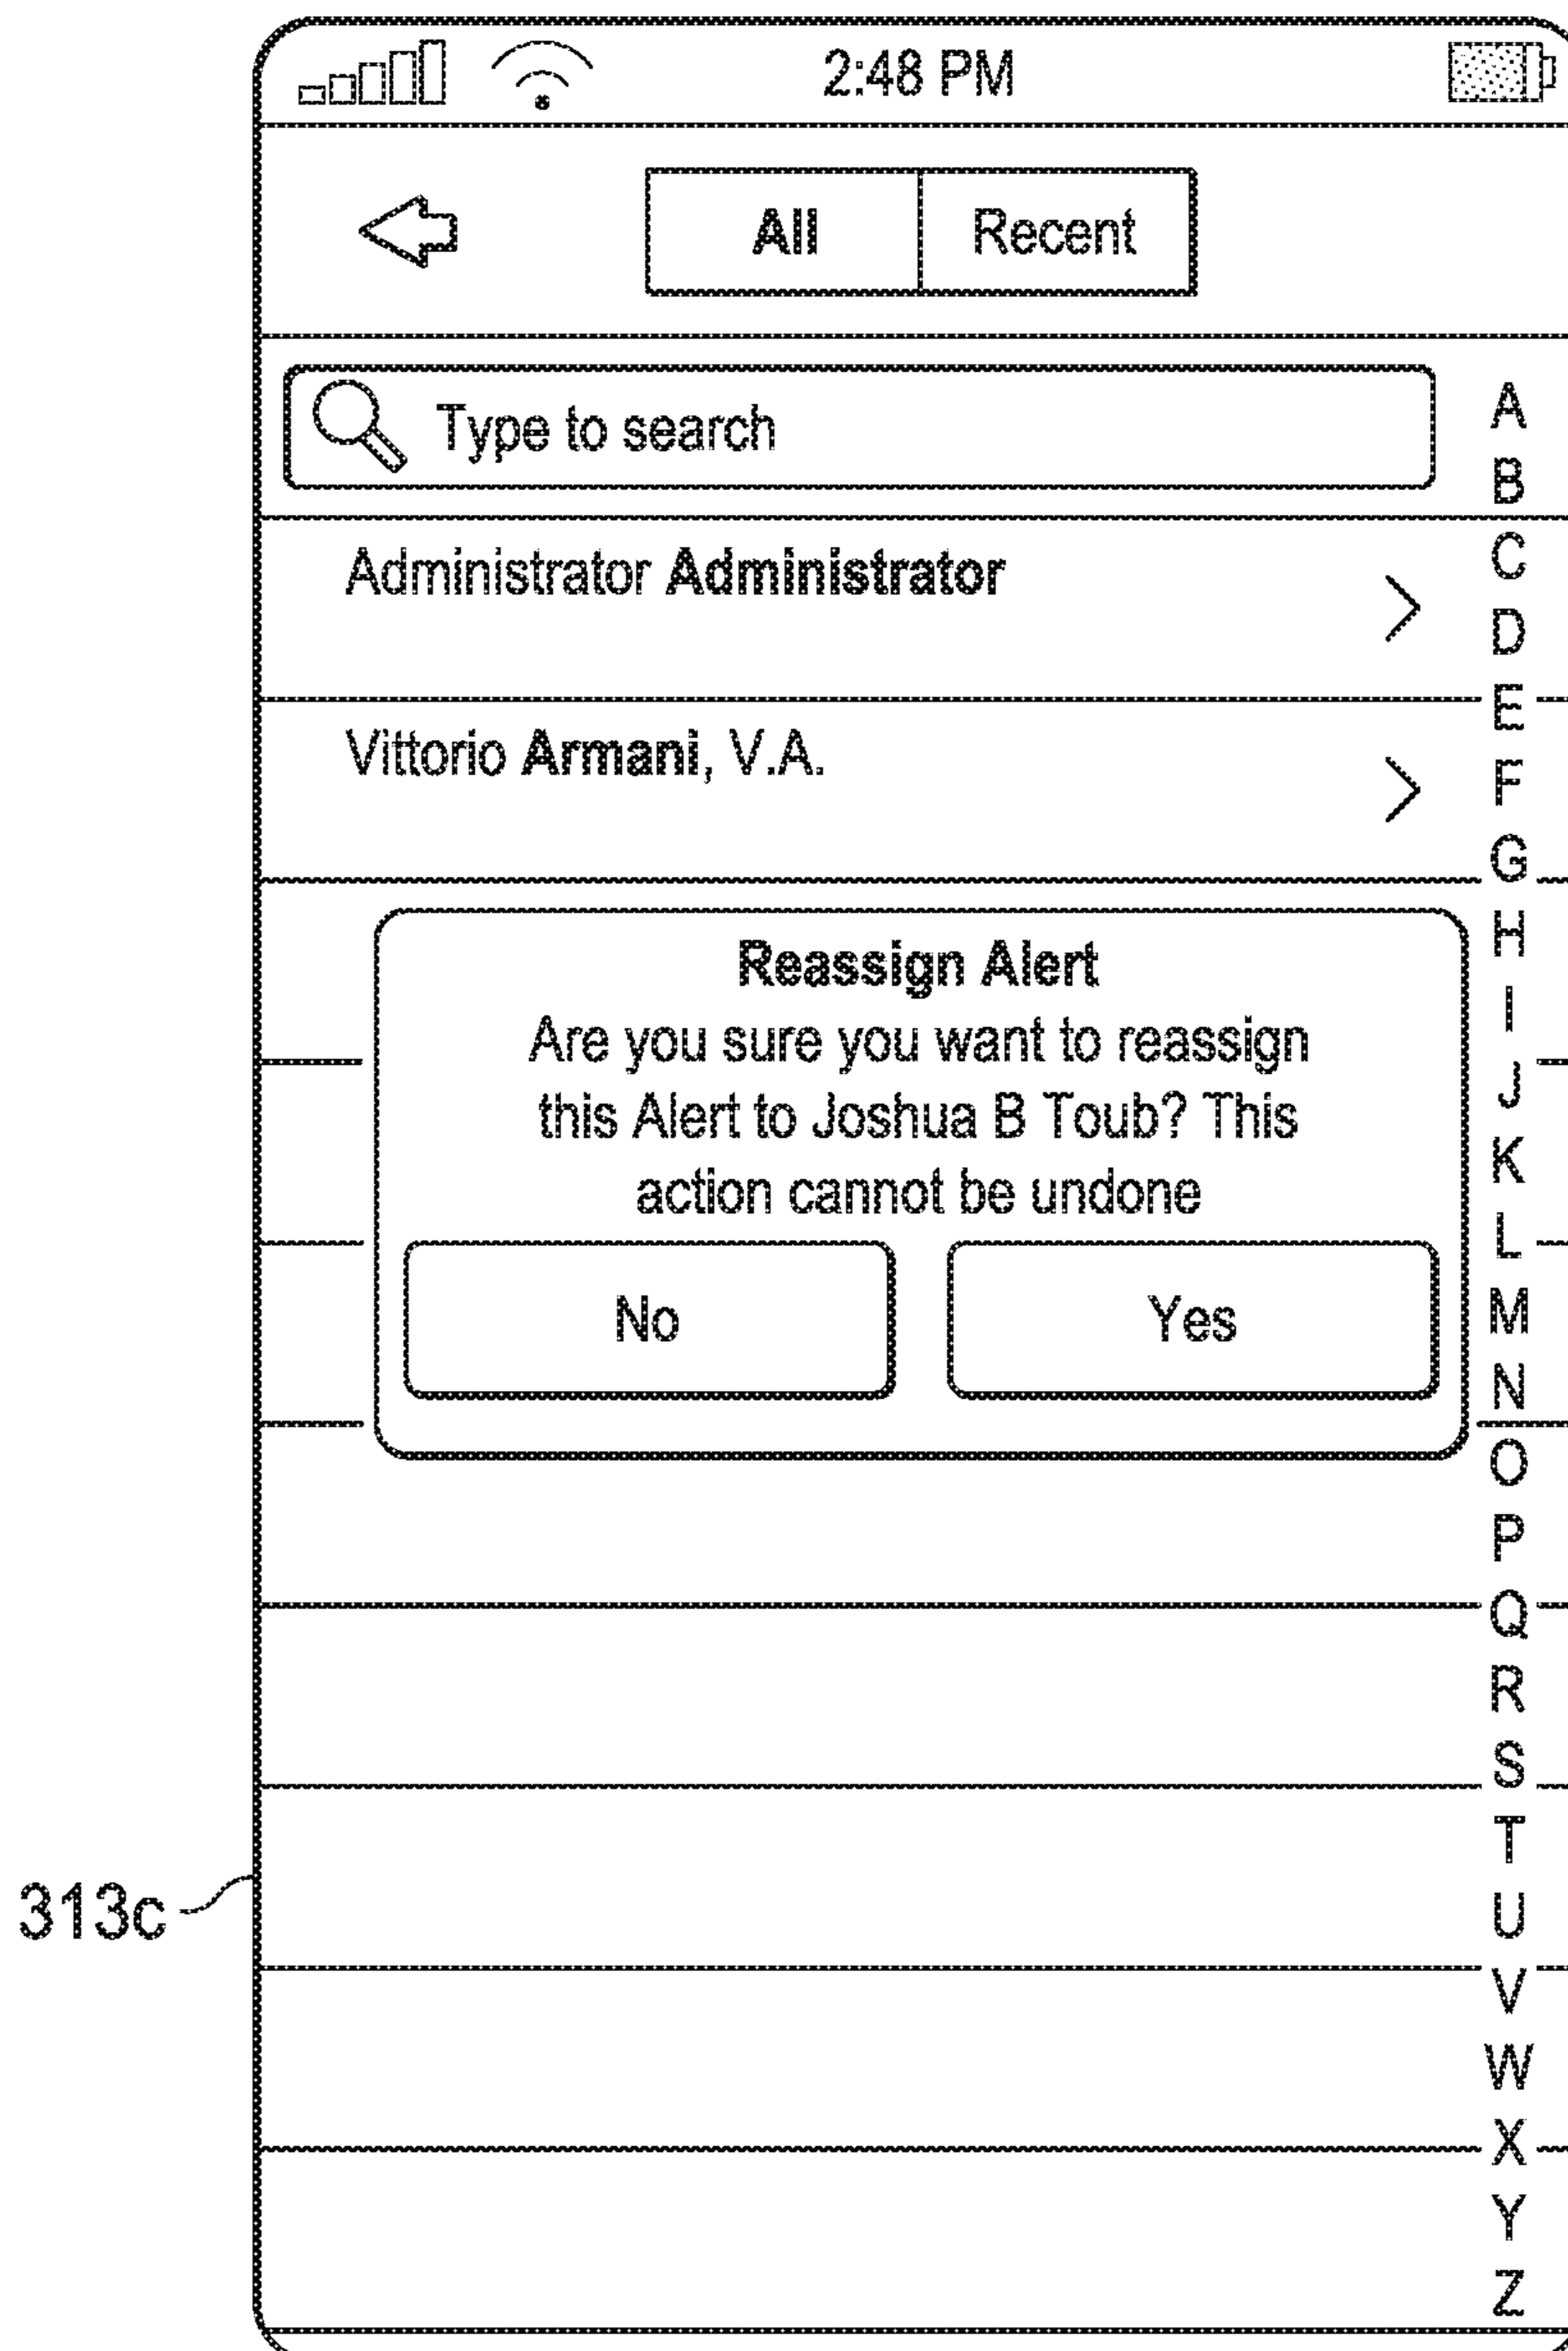 2:48 PM
All Recent
Type to search
Administrator Administrator
Vittorio Armani, V.A.
Reassign Alert
Are you sure you want to reassign
this Alert to Joshua B Toub? This
action cannot be undone
No Yes
A
B
C
D
E
F
G
H
I
J
K
L
M
N
O
P
Q
R
S
T
U
V
W
X
Y
Z
313c